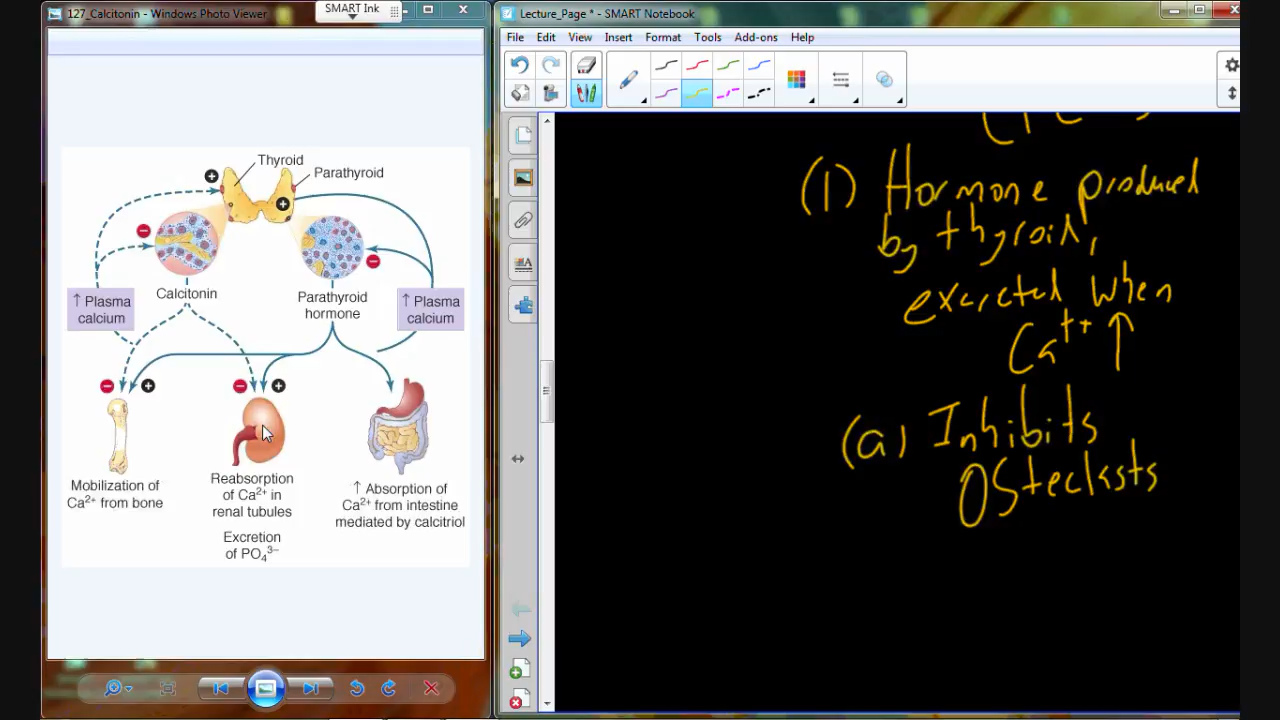 127_Calcitonin - Windows Photo Viewer
SMART Ink
Lecture_Page * - SMART Notebook
File Edit View Insert Format Tools Add-ons Help
Thyroid
Parathyroid
Calcitonin
Parathyroid
hormone
↑ Plasma
calcium
↑ Plasma
calcium
Mobilization of
Ca2+ from bone
Reabsorption
of Ca2+ in
renal tubules
Excretion
of PO4 3–
↑ Absorption of
Ca2+ from intestine
mediated by calcitriol
(1) Hormone produced
by thyroid,
excreted when
Ca++ ↑
(a) Inhibits
OSteclasts